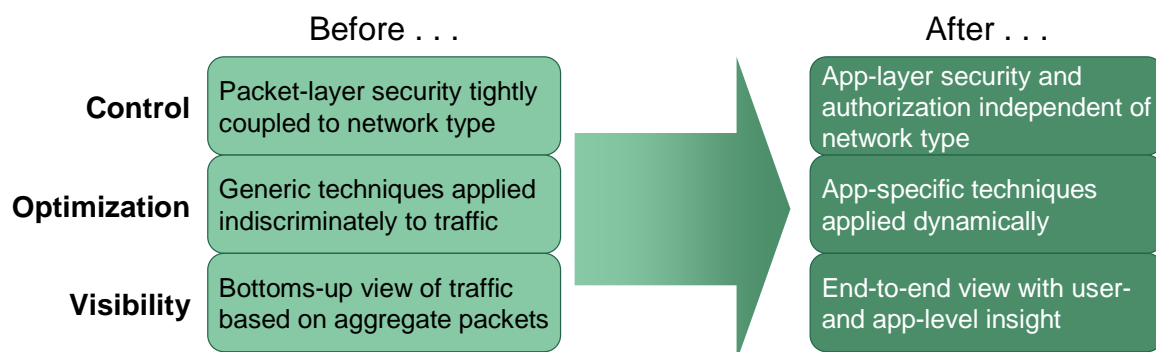 Before . . .
After . . .
Control
Packet-layer security tightly
coupled to network type
App-layer security and
authorization independent of
network type
Optimization
Generic techniques applied
indiscriminately to traffic
App-specific techniques
applied dynamically
Visibility
Bottoms-up view of traffic
based on aggregate packets
End-to-end view with user-
and app-level insight